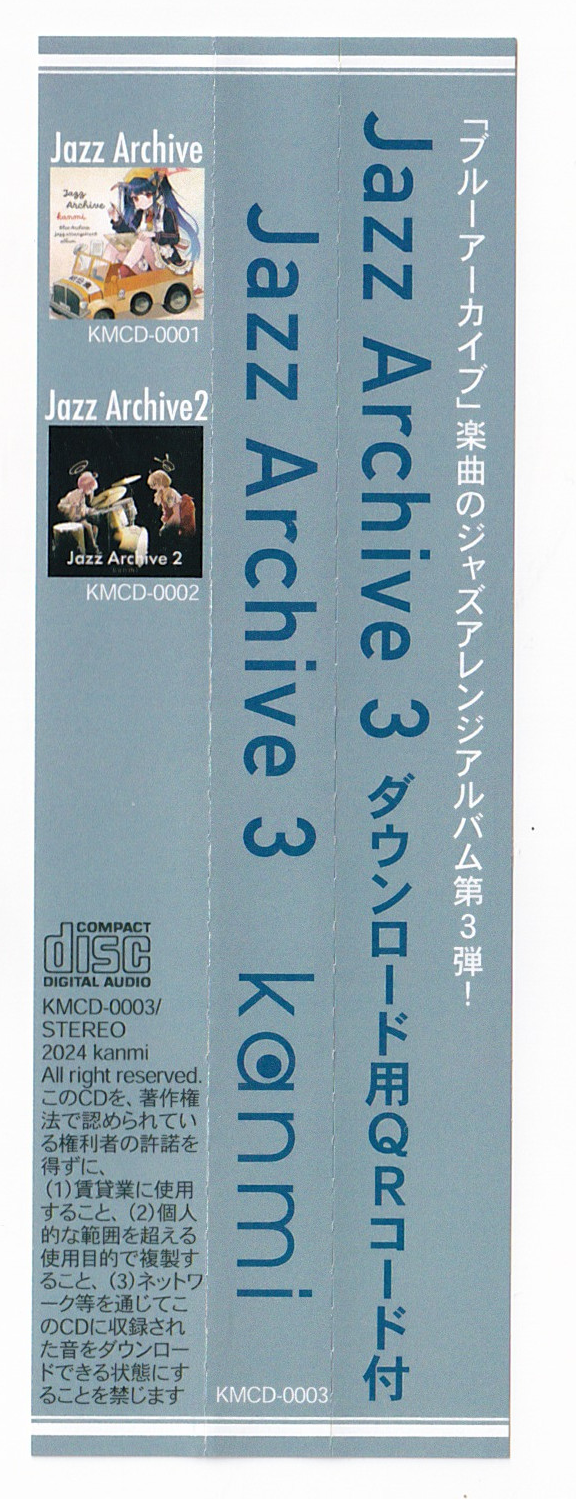 「ブルーアーカイブ」楽曲のジャズアレンジアルバム第3弾！
Jazz Archive 3 ダウンロード用QRコード付
Jazz Archive 3 kanmi
KMCD-0003
Jazz Archive
Jazz
Archive
kanmi
Blue Archive
jazz arrangement
album
KMCD-0001
Jazz Archive2
Jazz Archive 2
kanmi
KMCD-0002
COMPACT
disc
DIGITAL AUDIO
KMCD-0003/
STEREO
2024 kanmi
All right reserved.
このCDを、著作権
法で認められてい
る権利者の許諾を
得ずに、
(1)賃貸業に使用
すること、(2)個人
的な範囲を超える
使用目的で複製す
ること、(3)ネットワ
ーク等を通じてこ
のCDに収録され
た音をダウンロー
ドできる状態にす
ることを禁じます